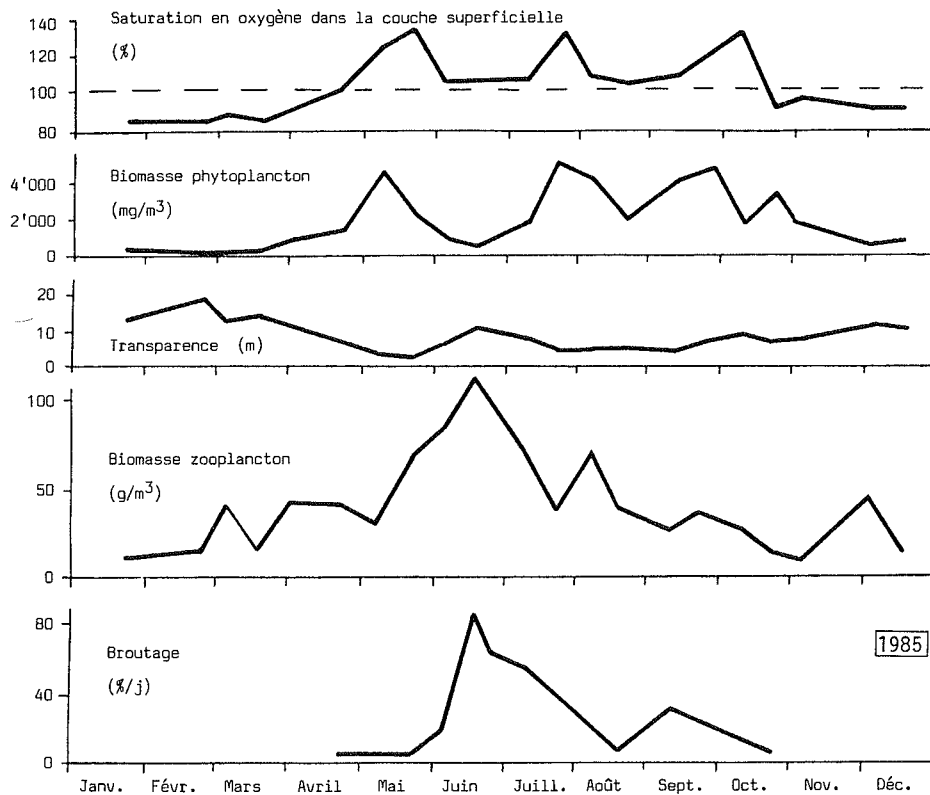 Saturation en oxygène dans la couche superficielle
(%)
140
120
100
80
Biomasse phytoplancton
(mg/m³)
4'000
2'000
0
20
10
0
Transparence (m)
100
50
0
Biomasse zooplancton
(g/m³)
80
40
0
Broutage
(%/j)
1985
Janv. Févr. Mars Avril Mai Juin Juill. Août Sept. Oct. Nov. Déc.